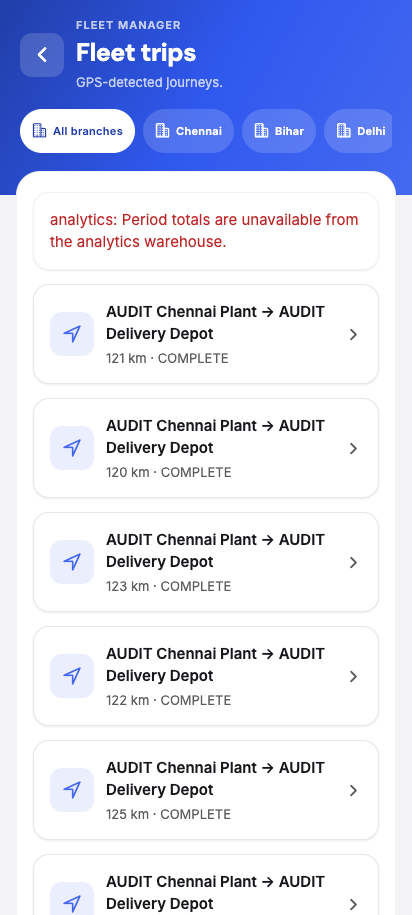 FLEET MANAGER
Fleet trips
GPS-detected journeys.
All branches
Chennai
Bihar
Delhi
analytics: Period totals are unavailable from
the analytics warehouse.
AUDIT Chennai Plant → AUDIT
Delivery Depot
121 km · COMPLETE
AUDIT Chennai Plant → AUDIT
Delivery Depot
120 km · COMPLETE
AUDIT Chennai Plant → AUDIT
Delivery Depot
123 km · COMPLETE
AUDIT Chennai Plant → AUDIT
Delivery Depot
122 km · COMPLETE
AUDIT Chennai Plant → AUDIT
Delivery Depot
125 km · COMPLETE
AUDIT Chennai Plant → AUDIT
Delivery Depot